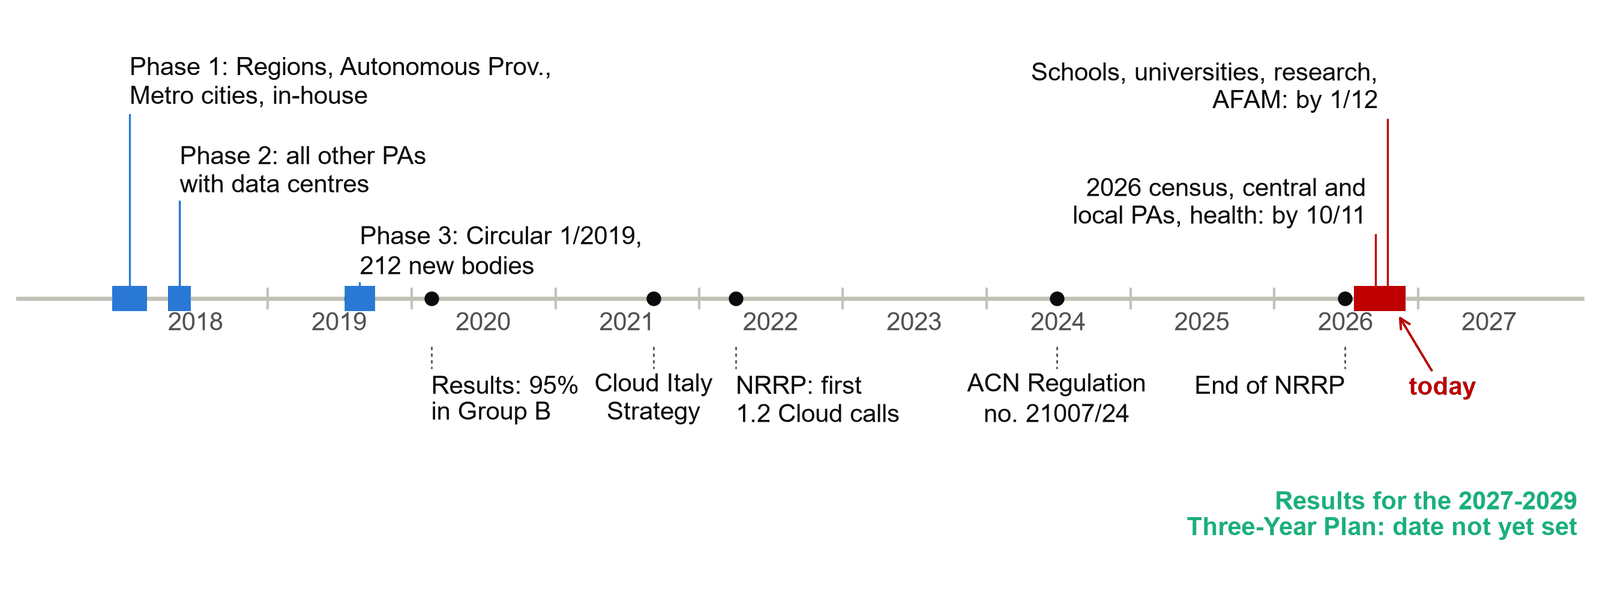 Phase 1: Regions, Autonomous Prov.,
Metro cities, in-house
Schools, universities, research,
AFAM: by 1/12
Phase 2: all other PAs
with data centres
2026 census, central and
local PAs, health: by 10/11
Phase 3: Circular 1/2019,
212 new bodies
2018
2019
2020
2021
2022
2023
2024
2025
2026
2027
Results: 95%
in Group B
Cloud Italy
Strategy
NRRP: first
1.2 Cloud calls
ACN Regulation
no. 21007/24
End of NRRP
today
Results for the 2027-2029
Three-Year Plan: date not yet set